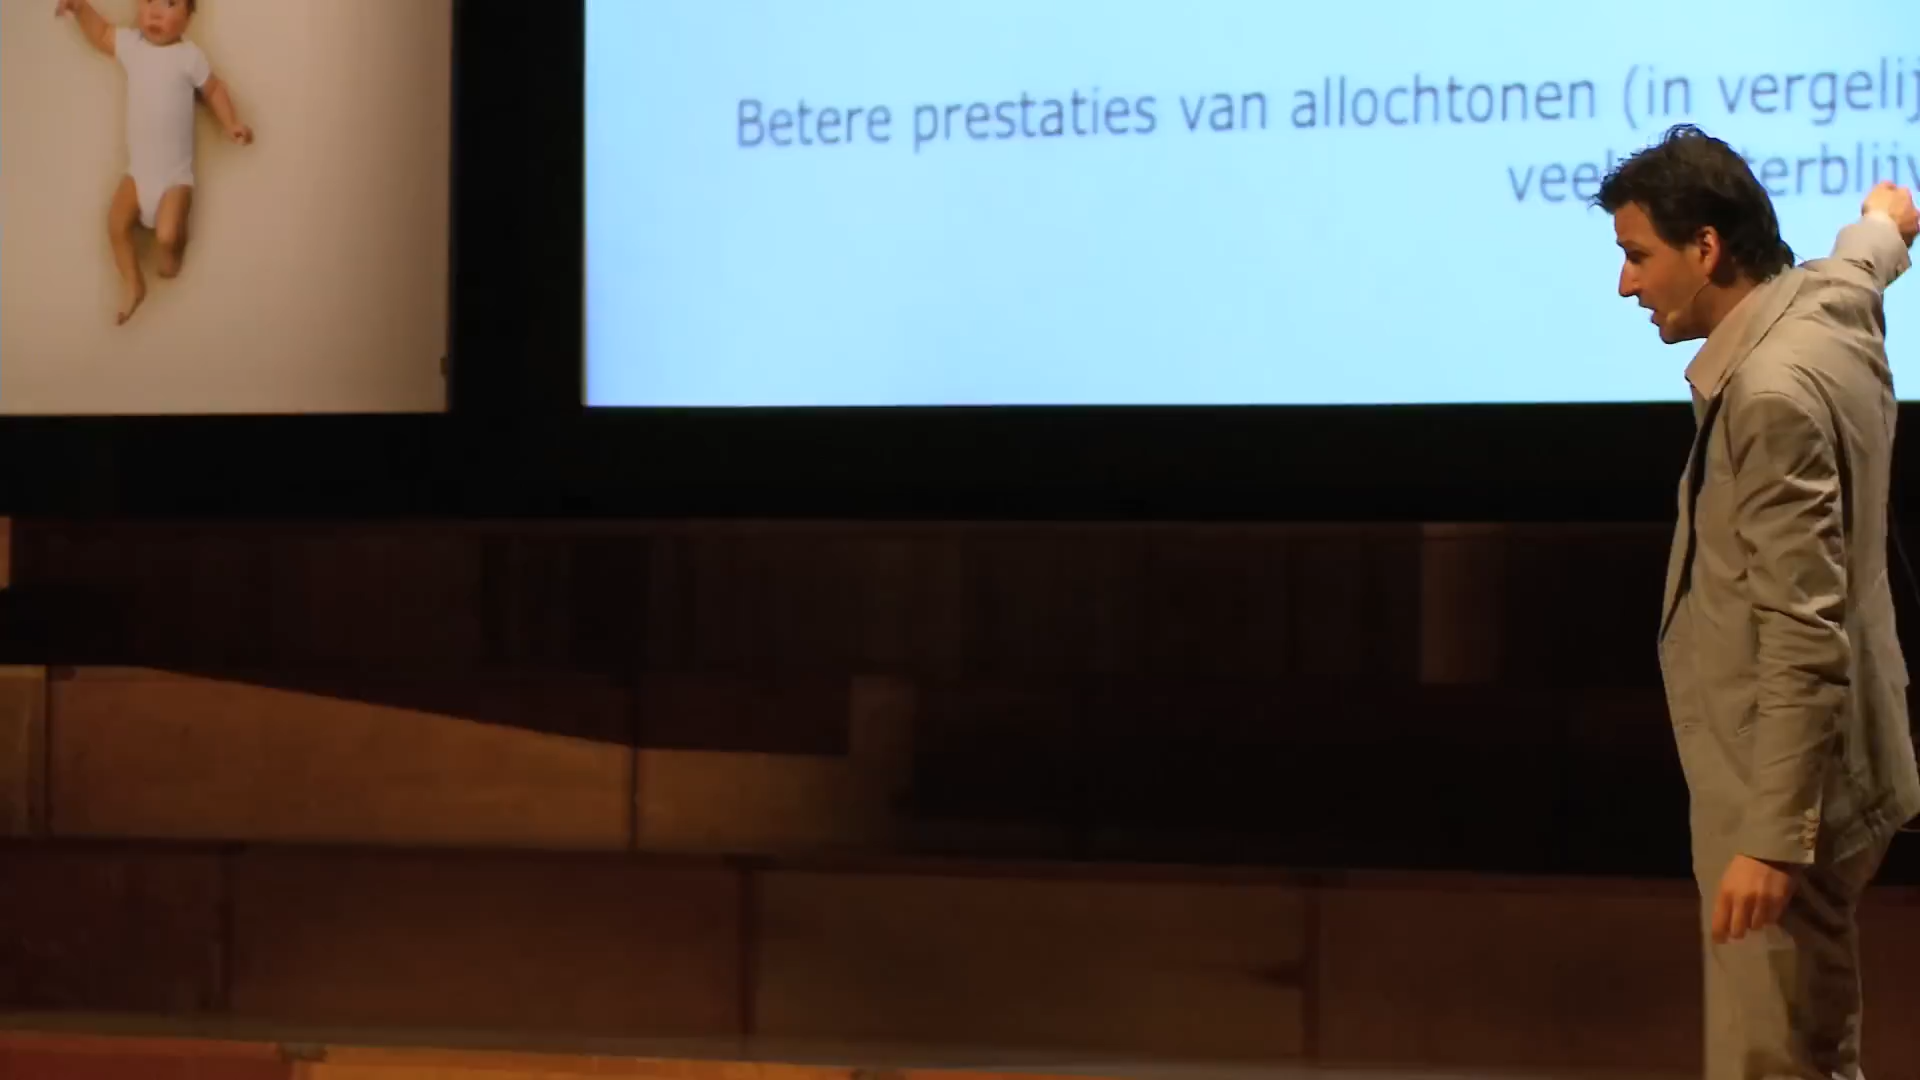 Betere prestaties van allochtonen (in vergelij